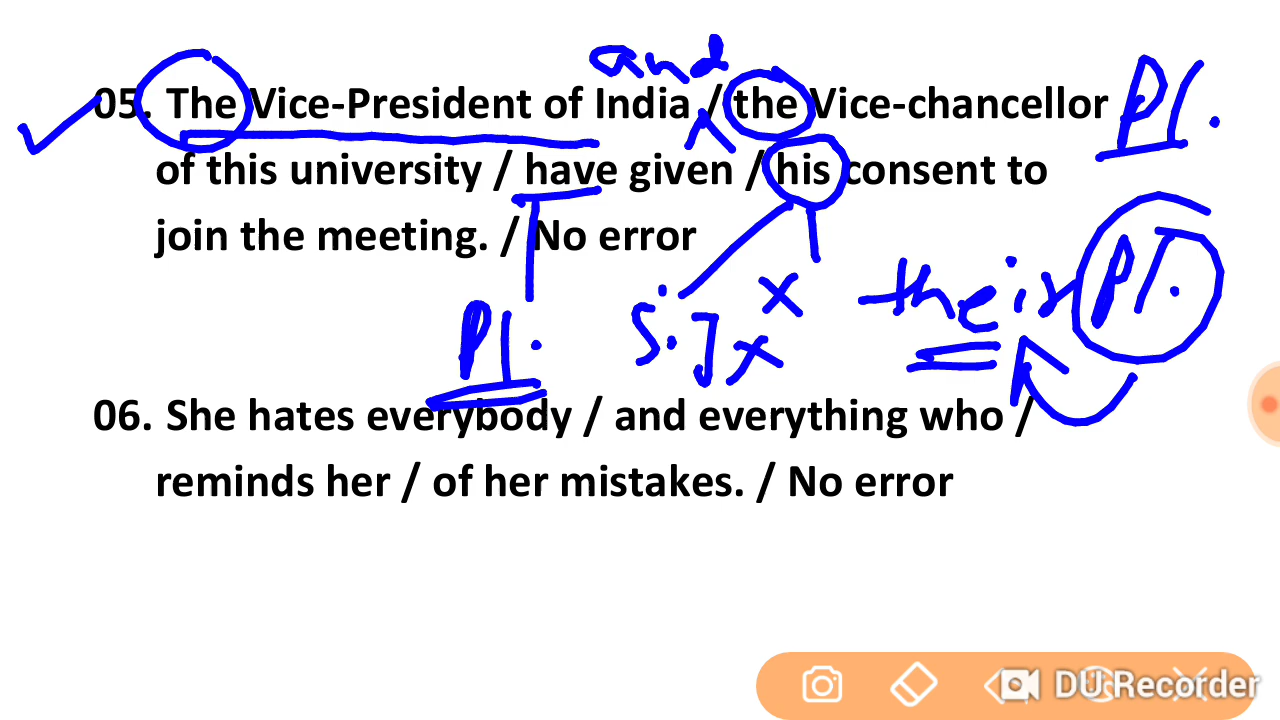 and
05. The Vice-President of India / the Vice-chancellor Pl.
of this university / have given / his consent to
join the meeting. / No error
their Pl.
Pl. Sig x x
06. She hates everybody / and everything who /
reminds her / of her mistakes. / No error
DU Recorder